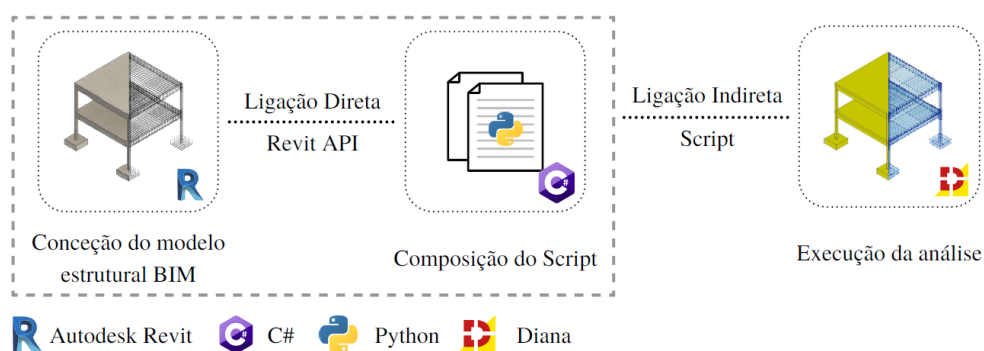 Ligação Direta
Revit API
Ligação Indireta
Script
R
C#
D
Conceção do modelo
estrutural BIM
Composição do Script
Execução da análise
R Autodesk Revit
C# C#
Python
D Diana